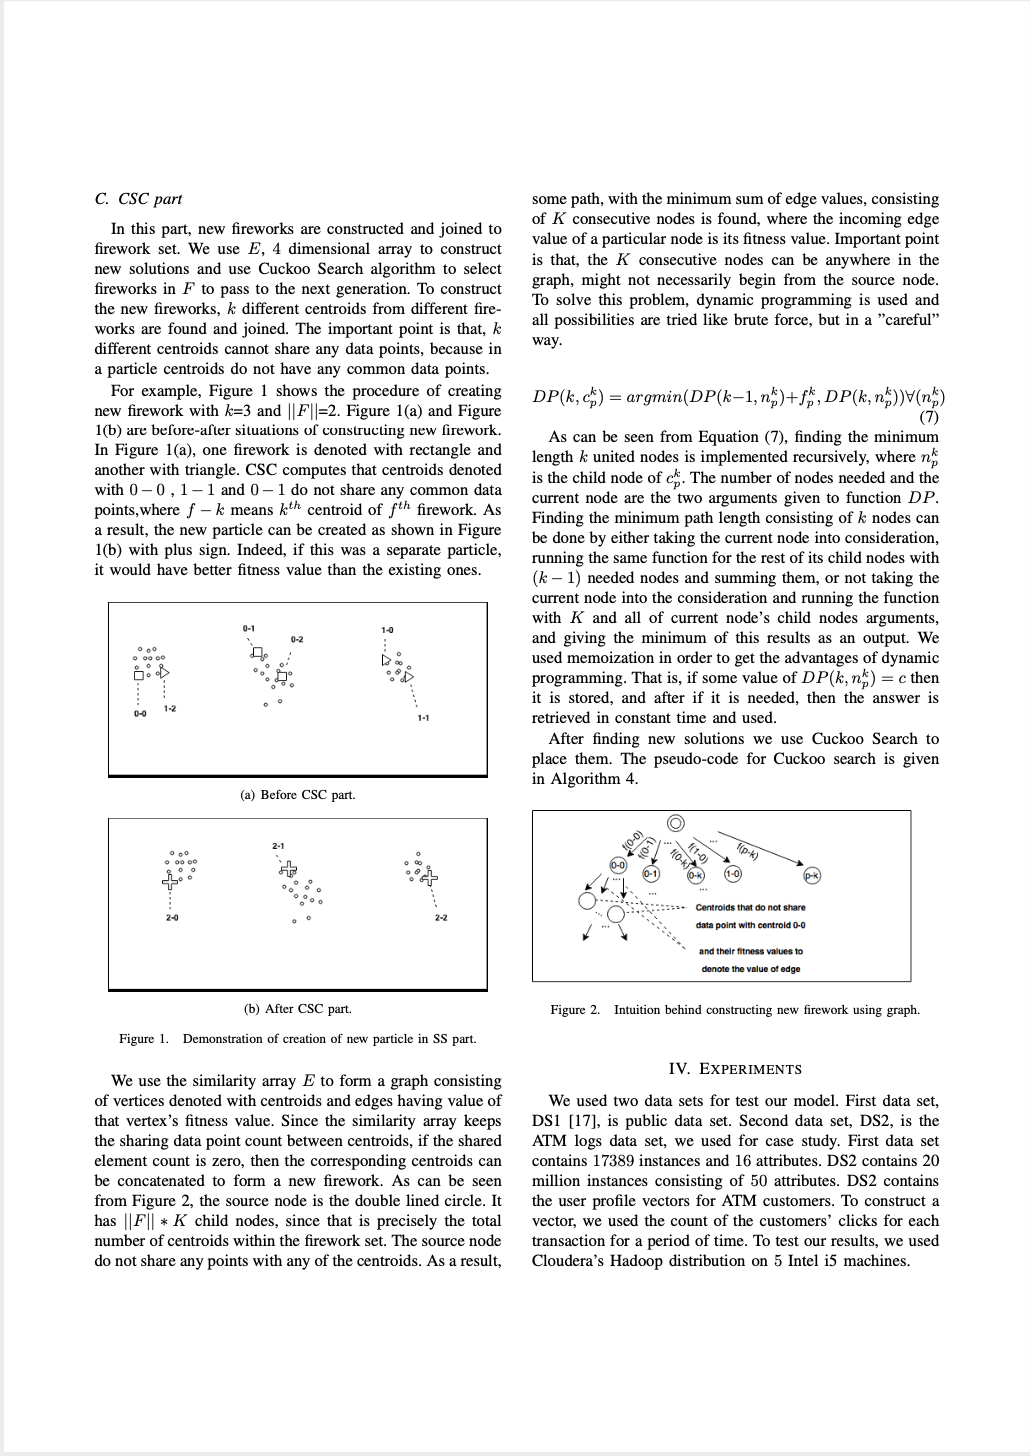 C. CSC part
In this part, new fireworks are constructed and joined to
firework set. We use E, 4 dimensional array to construct
new solutions and use Cuckoo Search algorithm to select
fireworks in F to pass to the next generation. To construct
the new fireworks, k different centroids from different fire-
works are found and joined. The important point is that, k
different centroids cannot share any data points, because in
a particle centroids do not have any common data points.
For example, Figure 1 shows the procedure of creating
new firework with k=3 and ||F||=2. Figure 1(a) and Figure
1(b) are before-after situations of constructing new firework.
In Figure 1(a), one firework is denoted with rectangle and
another with triangle. CSC computes that centroids denoted
with 0 − 0 , 1 − 1 and 0 − 1 do not share any common data
points,where f − k means k^{th} centroid of f^{th} firework. As
a result, the new particle can be created as shown in Figure
1(b) with plus sign. Indeed, if this was a separate particle,
it would have better fitness value than the existing ones.
0-1
0-2
1-0
0-0
1-2
1-1
(a) Before CSC part.
2-1
2-0
2-2
(b) After CSC part.
Figure 1. Demonstration of creation of new particle in SS part.
We use the similarity array E to form a graph consisting
of vertices denoted with centroids and edges having value of
that vertex's fitness value. Since the similarity array keeps
the sharing data point count between centroids, if the shared
element count is zero, then the corresponding centroids can
be concatenated to form a new firework. As can be seen
from Figure 2, the source node is the double lined circle. It
has ||F|| ∗ K child nodes, since that is precisely the total
number of centroids within the firework set. The source node
do not share any points with any of the centroids. As a result,
some path, with the minimum sum of edge values, consisting
of K consecutive nodes is found, where the incoming edge
value of a particular node is its fitness value. Important point
is that, the K consecutive nodes can be anywhere in the
graph, might not necessarily begin from the source node.
To solve this problem, dynamic programming is used and
all possibilities are tried like brute force, but in a ”careful”
way.
DP(k, c_p^k) = argmin(DP(k−1, n_p^k)+f_p^k, DP(k, n_p^k))∀(n_p^k)
(7)
As can be seen from Equation (7), finding the minimum
length k united nodes is implemented recursively, where n_p^k
is the child node of c_p^k. The number of nodes needed and the
current node are the two arguments given to function DP.
Finding the minimum path length consisting of k nodes can
be done by either taking the current node into consideration,
running the same function for the rest of its child nodes with
(k − 1) needed nodes and summing them, or not taking the
current node into the consideration and running the function
with K and all of current node's child nodes arguments,
and giving the minimum of this results as an output. We
used memoization in order to get the advantages of dynamic
programming. That is, if some value of DP(k, n_p^k) = c then
it is stored, and after if it is needed, then the answer is
retrieved in constant time and used.
After finding new solutions we use Cuckoo Search to
place them. The pseudo-code for Cuckoo search is given
in Algorithm 4.
f(0-0)
f(0-1)
...
f(0-k)
f(1-0)
...
f(p-k)
0-0
0-1
0-k
1-0
p-k
...
...
...
Centroids that do not share
data point with centroid 0-0
...
...
and their fitness values to
denote the value of edge
Figure 2. Intuition behind constructing new firework using graph.
IV. EXPERIMENTS
We used two data sets for test our model. First data set,
DS1 [17], is public data set. Second data set, DS2, is the
ATM logs data set, we used for case study. First data set
contains 17389 instances and 16 attributes. DS2 contains 20
million instances consisting of 50 attributes. DS2 contains
the user profile vectors for ATM customers. To construct a
vector, we used the count of the customers' clicks for each
transaction for a period of time. To test our results, we used
Cloudera's Hadoop distribution on 5 Intel i5 machines.